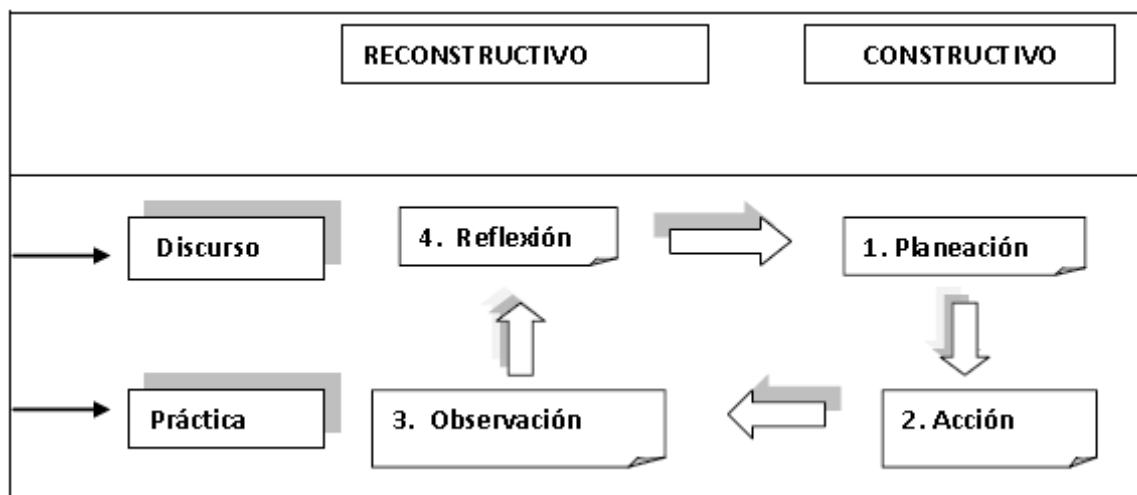 RECONSTRUCTIVO
CONSTRUCTIVO
Discurso
4. Reflexión
1. Planeación
Práctica
3. Observación
2. Acción